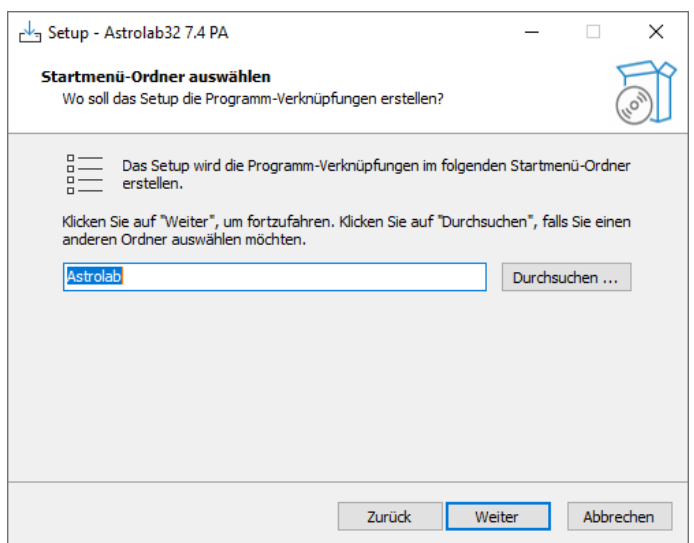 Setup - Astrolab32 7.4 PA
Startmenü-Ordner auswählen
Wo soll das Setup die Programm-Verknüpfungen erstellen?
Das Setup wird die Programm-Verknüpfungen im folgenden Startmenü-Ordner
erstellen.
Klicken Sie auf "Weiter", um fortzufahren. Klicken Sie auf "Durchsuchen", falls Sie einen
anderen Ordner auswählen möchten.
Astrolab
Durchsuchen ...
Zurück
Weiter
Abbrechen